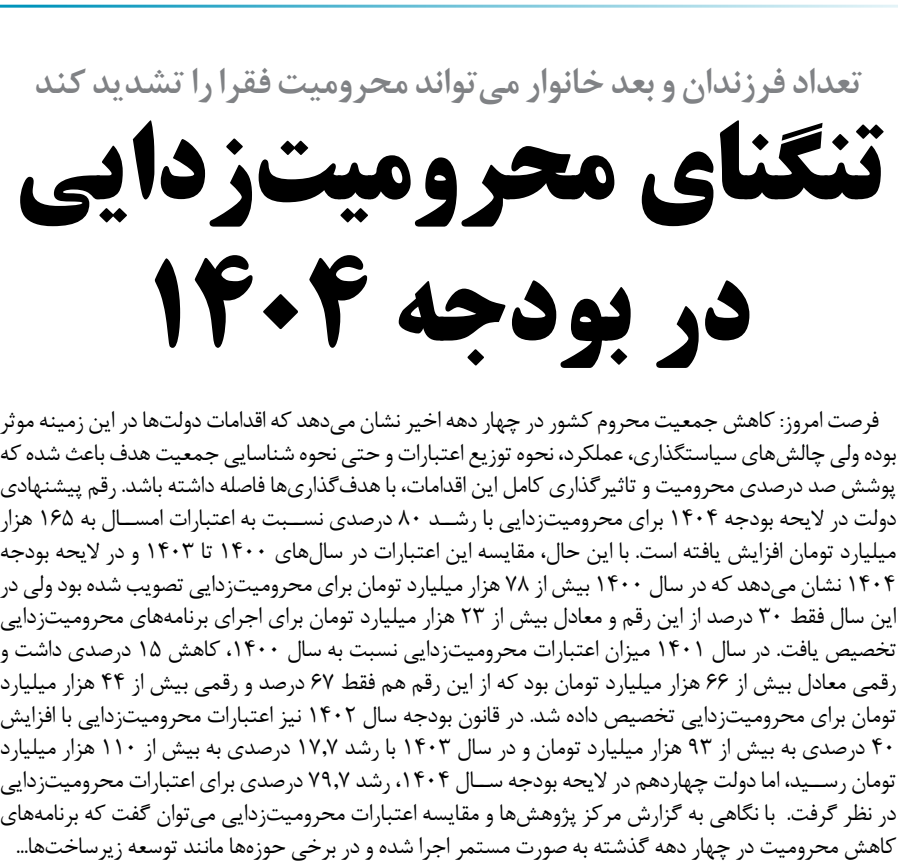 تعداد فرزندان و بعد خانوار می‌تواند محرومیت فقرا را تشدید کند
تنگنای محرومیت‌زدایی
در بودجه ۱۴۰۴
فرصت امروز: کاهش جمعیت محروم کشور در چهار دهه اخیر نشان می‌دهد که اقدامات دولت‌ها در این زمینه موثر
بوده ولی چالش‌های سیاستگذاری، عملکرد، نحوه توزیع اعتبارات و حتی نحوه شناسایی جمعیت هدف باعث شده که
پوشش صد درصدی محرومیت و تاثیرگذاری کامل این اقدامات، با هدف‌گذاری‌ها فاصله داشته باشد. رقم پیشنهادی
دولت در لایحه بودجه ۱۴۰۴ برای محرومیت‌زدایی با رشد ۸۰ درصدی نسبت به اعتبارات امسال به ۱۶۵ هزار
میلیارد تومان افزایش یافته است. با این حال، مقایسه این اعتبارات در سال‌های ۱۴۰۰ تا ۱۴۰۳ و در لایحه بودجه
۱۴۰۴ نشان می‌دهد که در سال ۱۴۰۰ بیش از ۷۸ هزار میلیارد تومان برای محرومیت‌زدایی تصویب شده بود ولی در
این سال فقط ۳۰ درصد از این رقم و معادل بیش از ۲۳ هزار میلیارد تومان برای اجرای برنامه‌های محرومیت‌زدایی
تخصیص یافت. در سال ۱۴۰۱ میزان اعتبارات محرومیت‌زدایی نسبت به سال ۱۴۰۰، کاهش ۱۵ درصدی داشت و
رقمی معادل بیش از ۶۶ هزار میلیارد تومان بود که از این رقم هم فقط ۶۷ درصد و رقمی بیش از ۴۴ هزار میلیارد
تومان برای محرومیت‌زدایی تخصیص داده شد. در قانون بودجه سال ۱۴۰۲ نیز اعتبارات محرومیت‌زدایی با افزایش
۴۰ درصدی به بیش از ۹۳ هزار میلیارد تومان و در سال ۱۴۰۳ با رشد ۱۷٫۷ درصدی به بیش از ۱۱۰ هزار میلیارد
تومان رسید، اما دولت چهاردهم در لایحه بودجه سال ۱۴۰۴، رشد ۷۹٫۷ درصدی برای اعتبارات محرومیت‌زدایی
در نظر گرفت. با نگاهی به گزارش مرکز پژوهش‌ها و مقایسه اعتبارات محرومیت‌زدایی می‌توان گفت که برنامه‌های
کاهش محرومیت در چهار دهه گذشته به صورت مستمر اجرا شده و در برخی حوزه‌ها مانند توسعه زیرساخت‌ها...